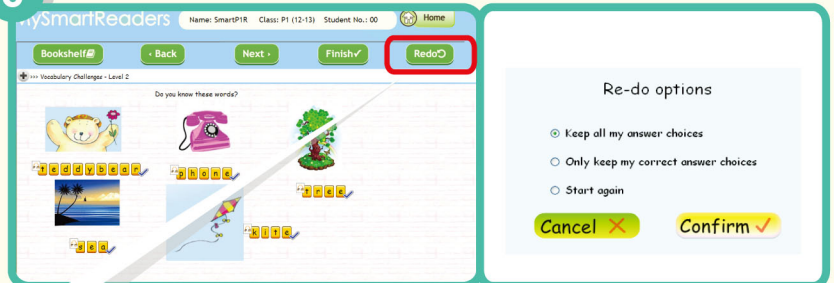 MySmartReaders
Name: SmartP1R Class: P1 (12-13) Student No.: 00
Home
Bookshelf
‹ Back
Next ›
Finish✓
Redo
››› Vocabulary Challenges - Level 2
Do you know these words?
teddybear
phone
tree
sea
kite
Re-do options
Keep all my answer choices
Only keep my correct answer choices
Start again
Cancel ✕
Confirm ✓